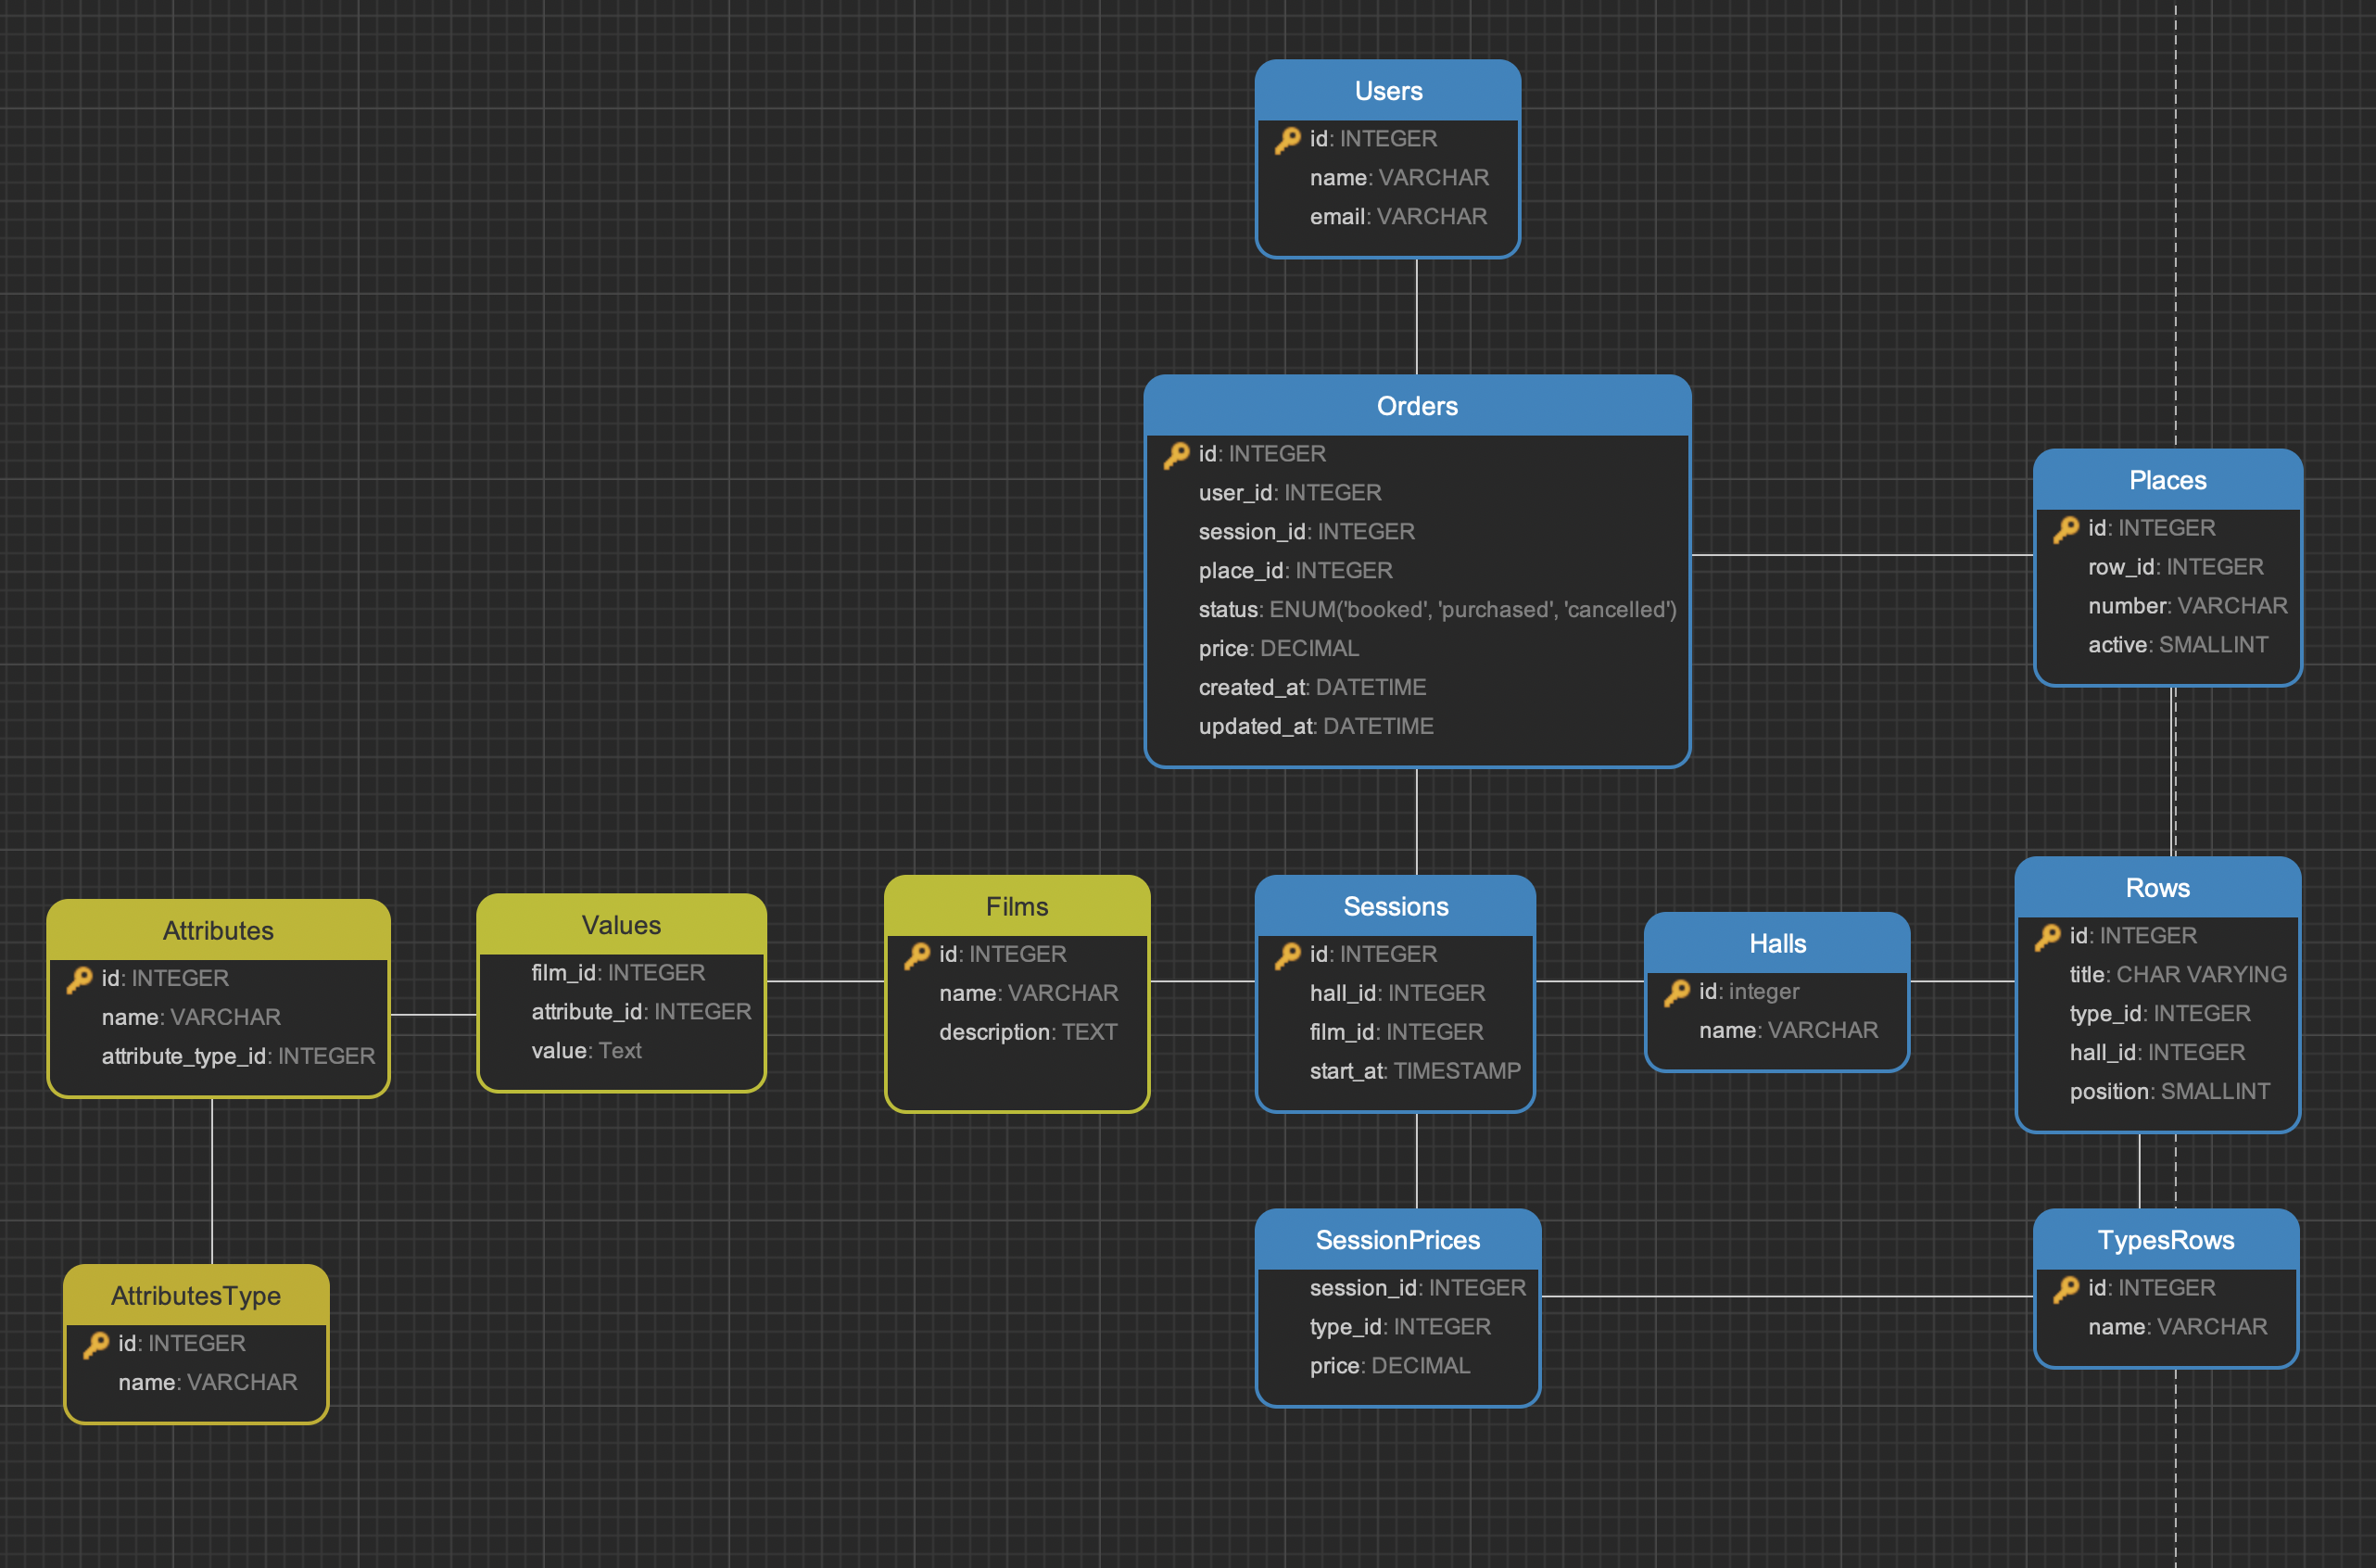 Users
id: INTEGER
name: VARCHAR
email: VARCHAR
Orders
id: INTEGER
user_id: INTEGER
session_id: INTEGER
place_id: INTEGER
status: ENUM('booked', 'purchased', 'cancelled')
price: DECIMAL
created_at: DATETIME
updated_at: DATETIME
Places
id: INTEGER
row_id: INTEGER
number: VARCHAR
active: SMALLINT
Attributes
id: INTEGER
name: VARCHAR
attribute_type_id: INTEGER
Values
film_id: INTEGER
attribute_id: INTEGER
value: Text
Films
id: INTEGER
name: VARCHAR
description: TEXT
Sessions
id: INTEGER
hall_id: INTEGER
film_id: INTEGER
start_at: TIMESTAMP
Halls
id: integer
name: VARCHAR
Rows
id: INTEGER
title: CHAR VARYING
type_id: INTEGER
hall_id: INTEGER
position: SMALLINT
AttributesType
id: INTEGER
name: VARCHAR
SessionPrices
session_id: INTEGER
type_id: INTEGER
price: DECIMAL
TypesRows
id: INTEGER
name: VARCHAR